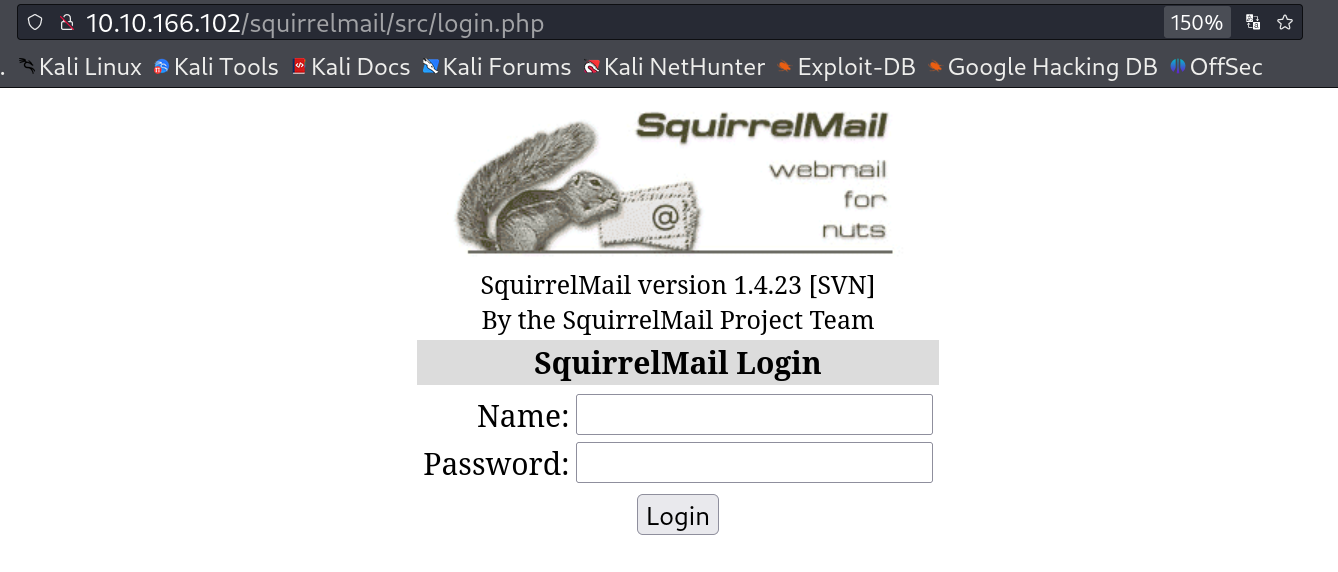 10.10.166.102/squirrelmail/src/login.php 150%
. Kali Linux Kali Tools Kali Docs Kali Forums Kali NetHunter Exploit-DB Google Hacking DB OffSec
SquirrelMail
webmail
for
nuts
@
SquirrelMail version 1.4.23 [SVN]
By the SquirrelMail Project Team
SquirrelMail Login
Name:
Password:
Login